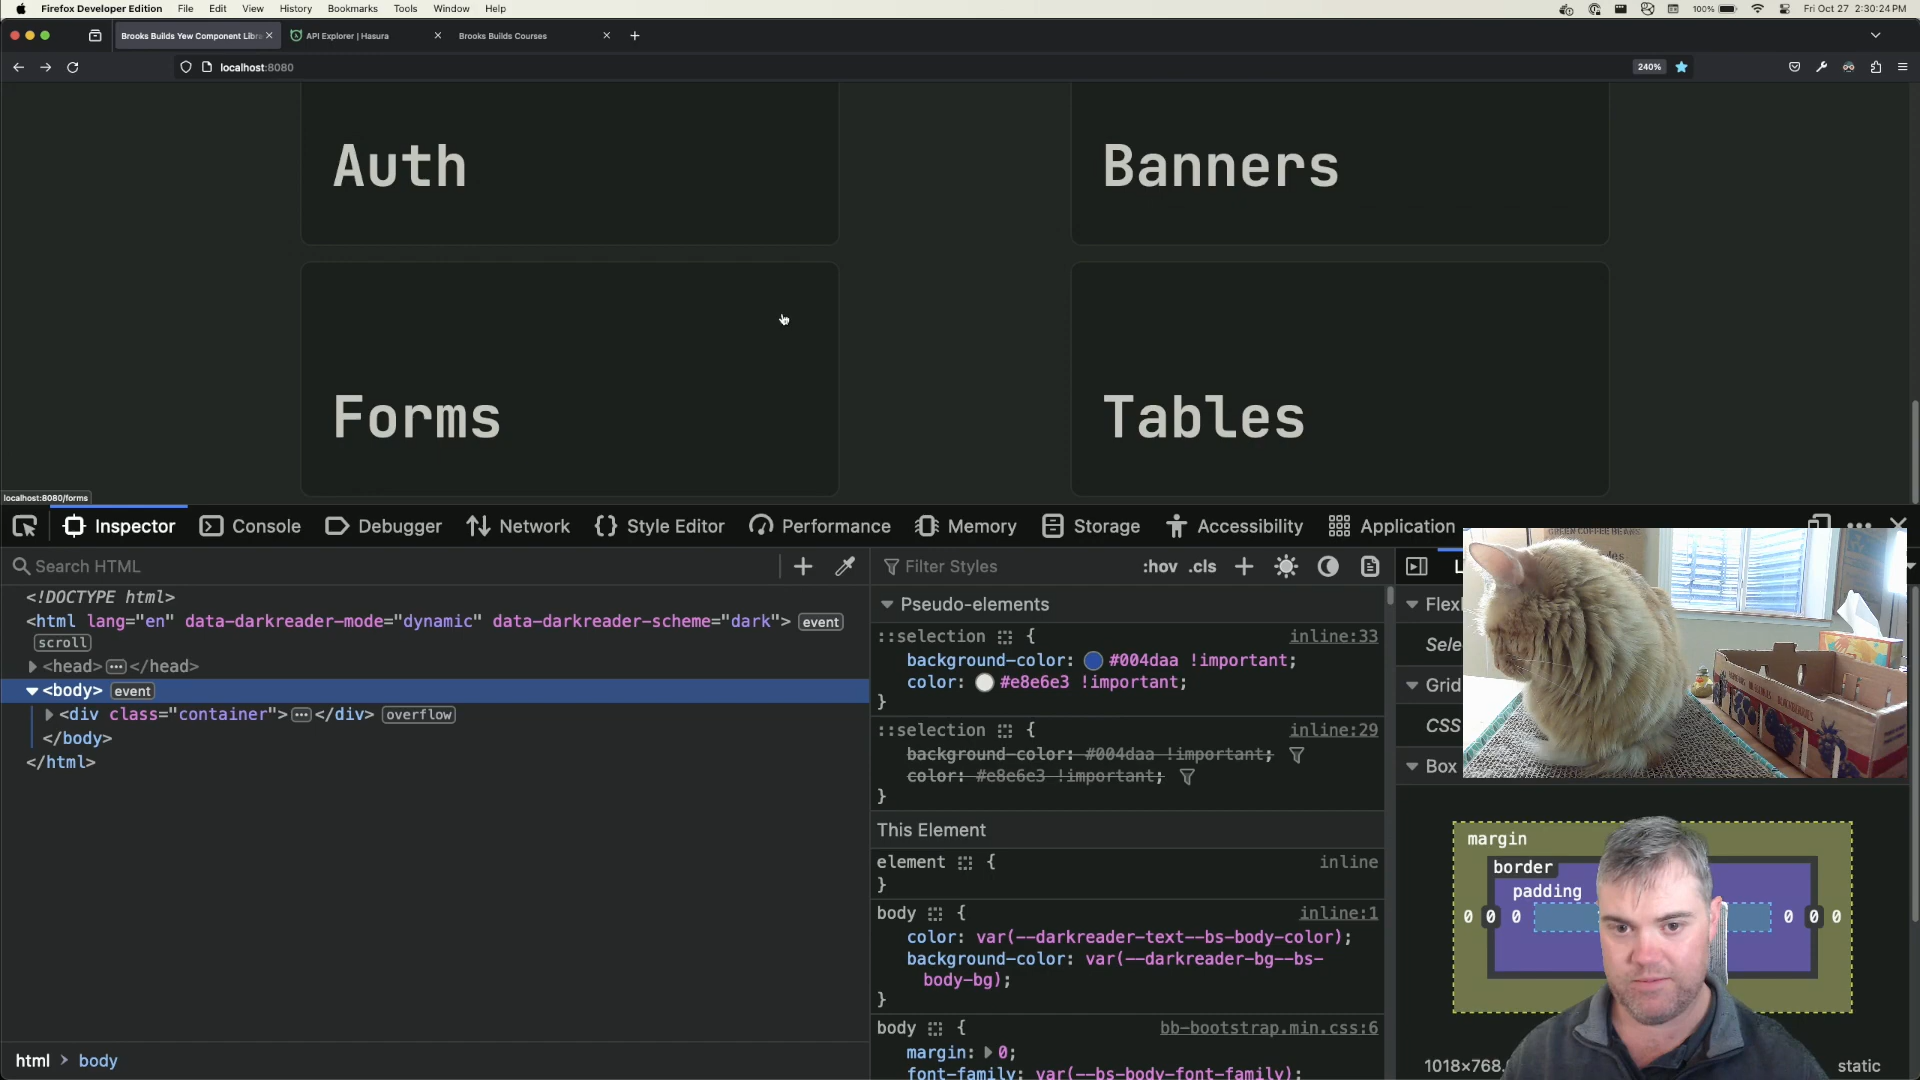 Firefox Developer Edition File Edit View History Bookmarks Tools Window Help 100% Fri Oct 27 2:30:24 PM
Brooks Builds Yew Component Libra API Explorer | Hasura Brooks Builds Courses
localhost:8080 240%
Auth
Banners
Forms
Tables
localhost:8080/forms
Inspector Console Debugger Network Style Editor Performance Memory Storage Accessibility Application
Search HTML
<!DOCTYPE html>
<html lang="en" data-darkreader-mode="dynamic" data-darkreader-scheme="dark"> event
scroll
<head> </head>
<body> event
<div class="container"> </div> overflow
</body>
</html>
html > body
Filter Styles :hov .cls
Pseudo-elements
::selection { inline:33
background-color: #004daa !important;
color: #e8e6e3 !important;
}
::selection { inline:29
background-color: #004daa !important;
color: #e8e6e3 !important;
}
This Element
element { inline
}
body { inline:1
color: var(--darkreader-text--bs-body-color);
background-color: var(--darkreader-bg--bs-
body-bg);
}
body { bb-bootstrap.min.css:6
margin: 0;
font-family: var(--bs-body-font-family);
L
Flex
Sele
Grid
CSS
Box
GREEN COFFEE BEANS
margin
border
padding
0 0 0 0 0 0
1018×768. static